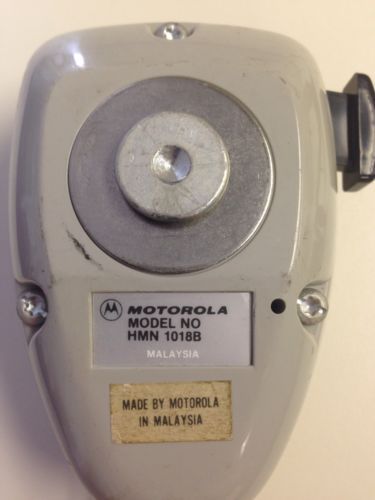 MOTOROLA
MODEL NO
HMN 1018B
MALAYSIA
MADE BY MOTOROLA
IN MALAYSIA